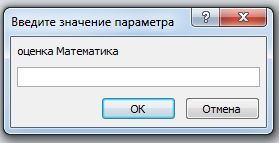 Введите значение параметра
оценка Математика
OK
Отмена